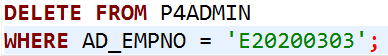 DELETE FROM P4ADMIN
WHERE AD_EMPNO = 'E20200303';